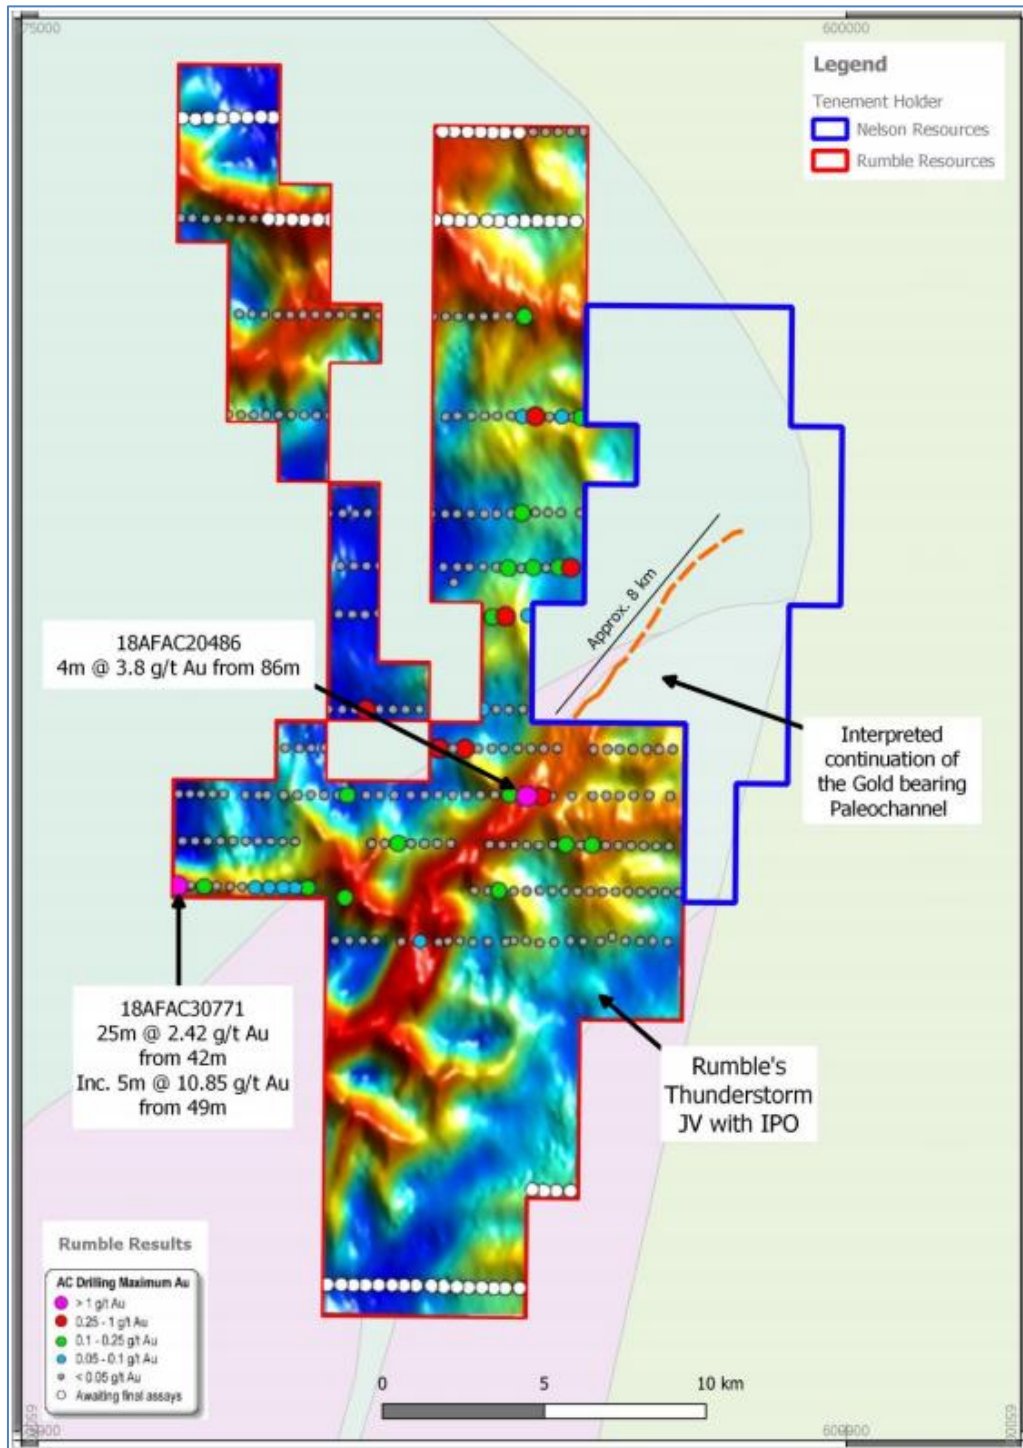 75000
600000
Legend
Tenement Holder
Nelson Resources
Rumble Resources
Approx. 8 km
18AFAC20486
4m @ 3.8 g/t Au from 86m
Interpreted
continuation of
the Gold bearing
Paleochannel
18AFAC30771
25m @ 2.42 g/t Au
from 42m
Inc. 5m @ 10.85 g/t Au
from 49m
Rumble's
Thunderstorm
JV with IPO
Rumble Results
AC Drilling Maximum Au
> 1 g/t Au
0.25 - 1 g/t Au
0.1 - 0.25 g/t Au
0.05 - 0.1 g/t Au
< 0.05 g/t Au
Awaiting final assays
0
5
10 km
600000